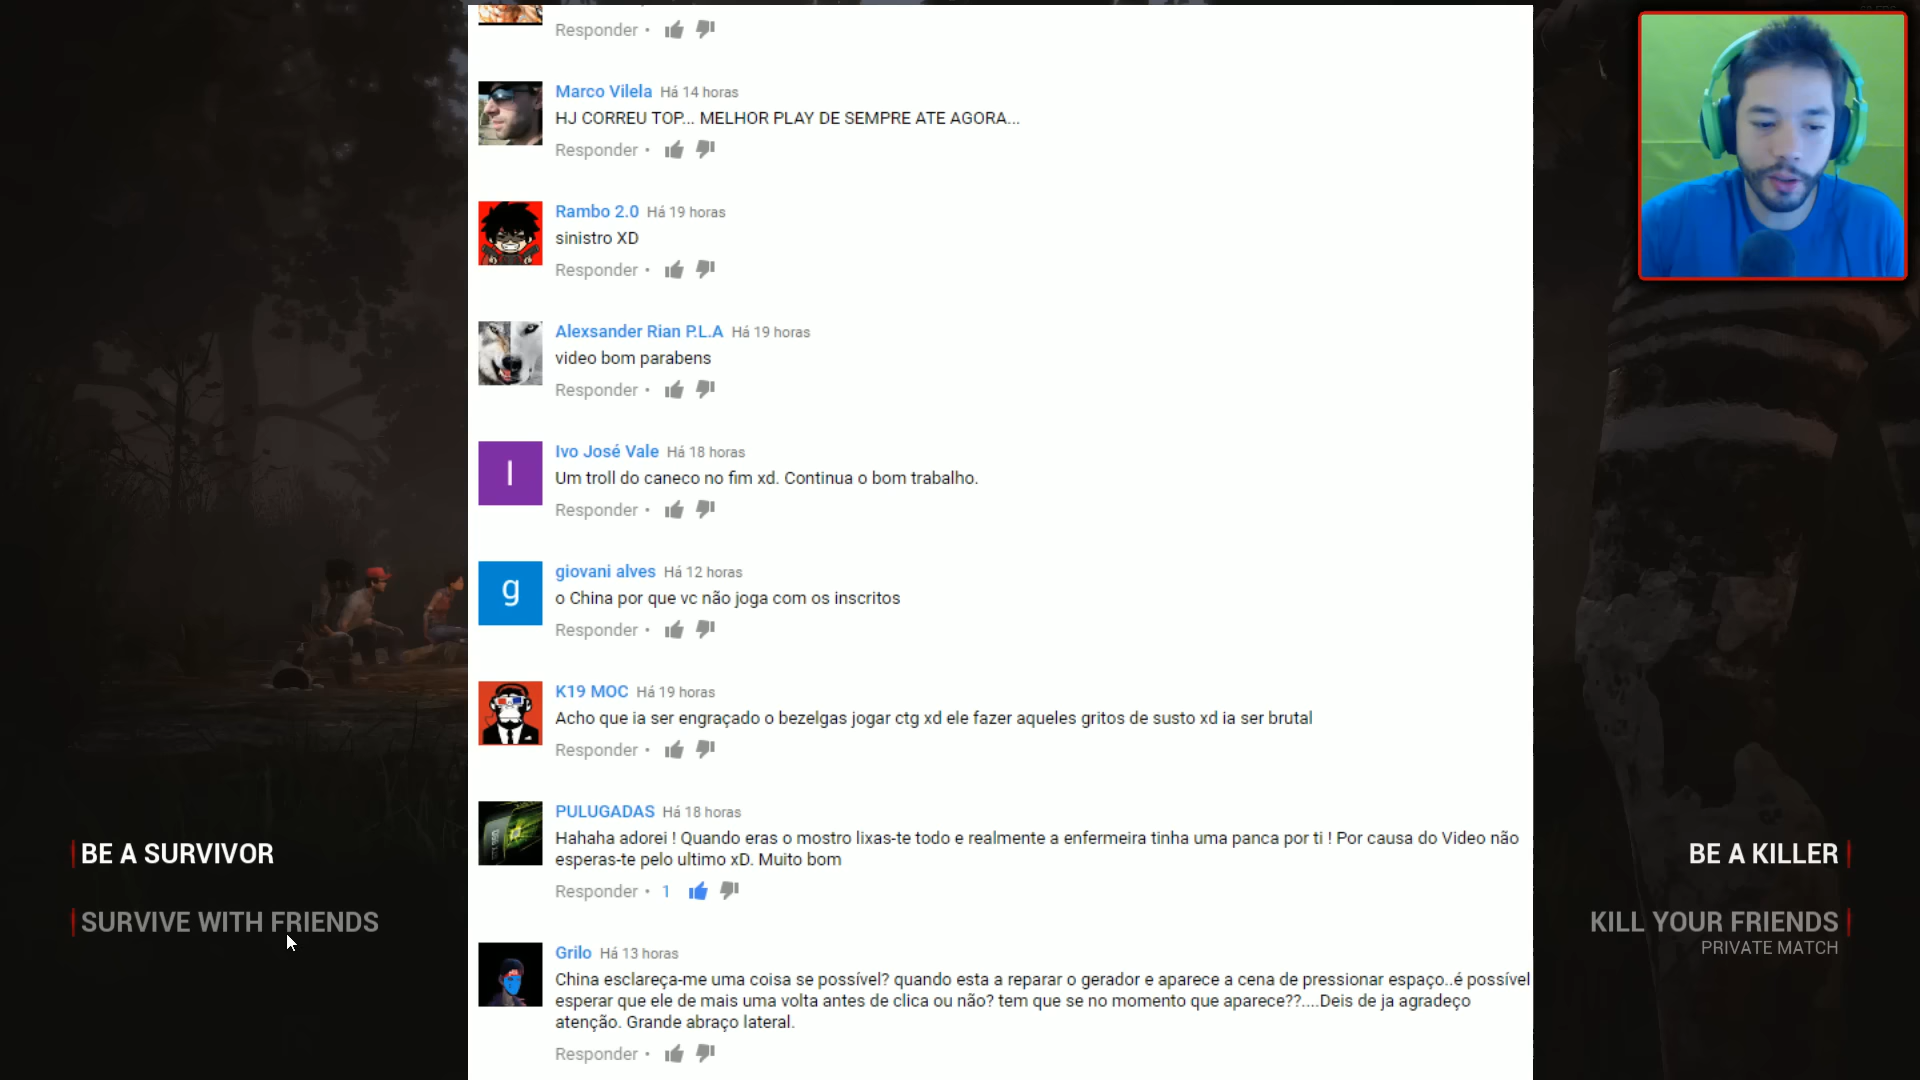 Responder •
Marco Vilela Há 14 horas
HJ CORREU TOP... MELHOR PLAY DE SEMPRE ATE AGORA...
Responder •
Rambo 2.0 Há 19 horas
sinistro XD
Responder •
Alexsander Rian P.L.A Há 19 horas
video bom parabens
Responder •
I
Ivo José Vale Há 18 horas
Um troll do caneco no fim xd. Continua o bom trabalho.
Responder •
g
giovani alves Há 12 horas
o China por que vc não joga com os inscritos
Responder •
K19 MOC Há 19 horas
Acho que ia ser engraçado o bezelgas jogar ctg xd ele fazer aqueles gritos de susto xd ia ser brutal
Responder •
PULUGADAS Há 18 horas
Hahaha adorei ! Quando eras o mostro lixas-te todo e realmente a enfermeira tinha uma panca por ti ! Por causa do Video não
esperas-te pelo ultimo xD. Muito bom
Responder • 1
Grilo Há 13 horas
China esclareça-me uma coisa se possível? quando esta a reparar o gerador e aparece a cena de pressionar espaço..é possível
esperar que ele de mais uma volta antes de clica ou não? tem que se no momento que aparece??....Deis de ja agradeço
atenção. Grande abraço lateral.
Responder •
BE A SURVIVOR
SURVIVE WITH FRIENDS
BE A KILLER
KILL YOUR FRIENDS
PRIVATE MATCH